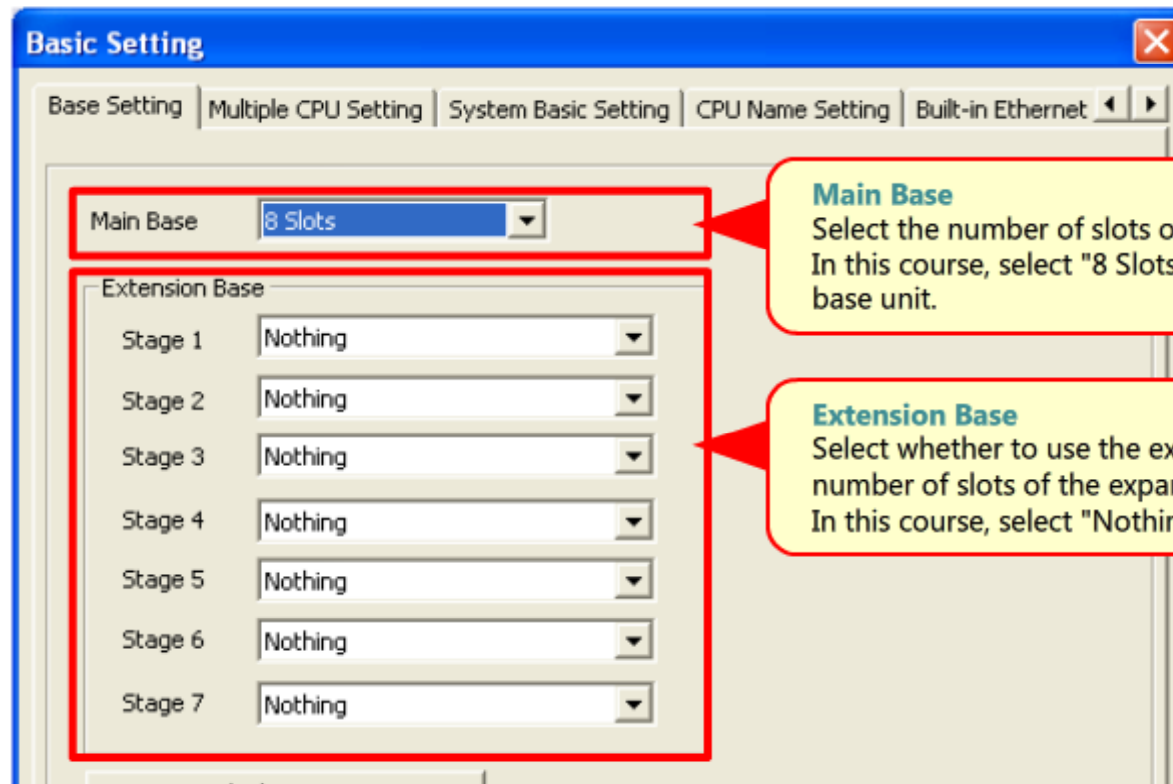 Basic Setting
Base Setting Multiple CPU Setting System Basic Setting CPU Name Setting Built-in Ethernet
Main Base 8 Slots
Main Base
Select the number of slots
In this course, select "8 Slots
base unit.
Extension Base
Stage 1 Nothing
Stage 2 Nothing
Stage 3 Nothing
Stage 4 Nothing
Stage 5 Nothing
Stage 6 Nothing
Stage 7 Nothing
Extension Base
Select whether to use the
number of slots of the
In this course, select